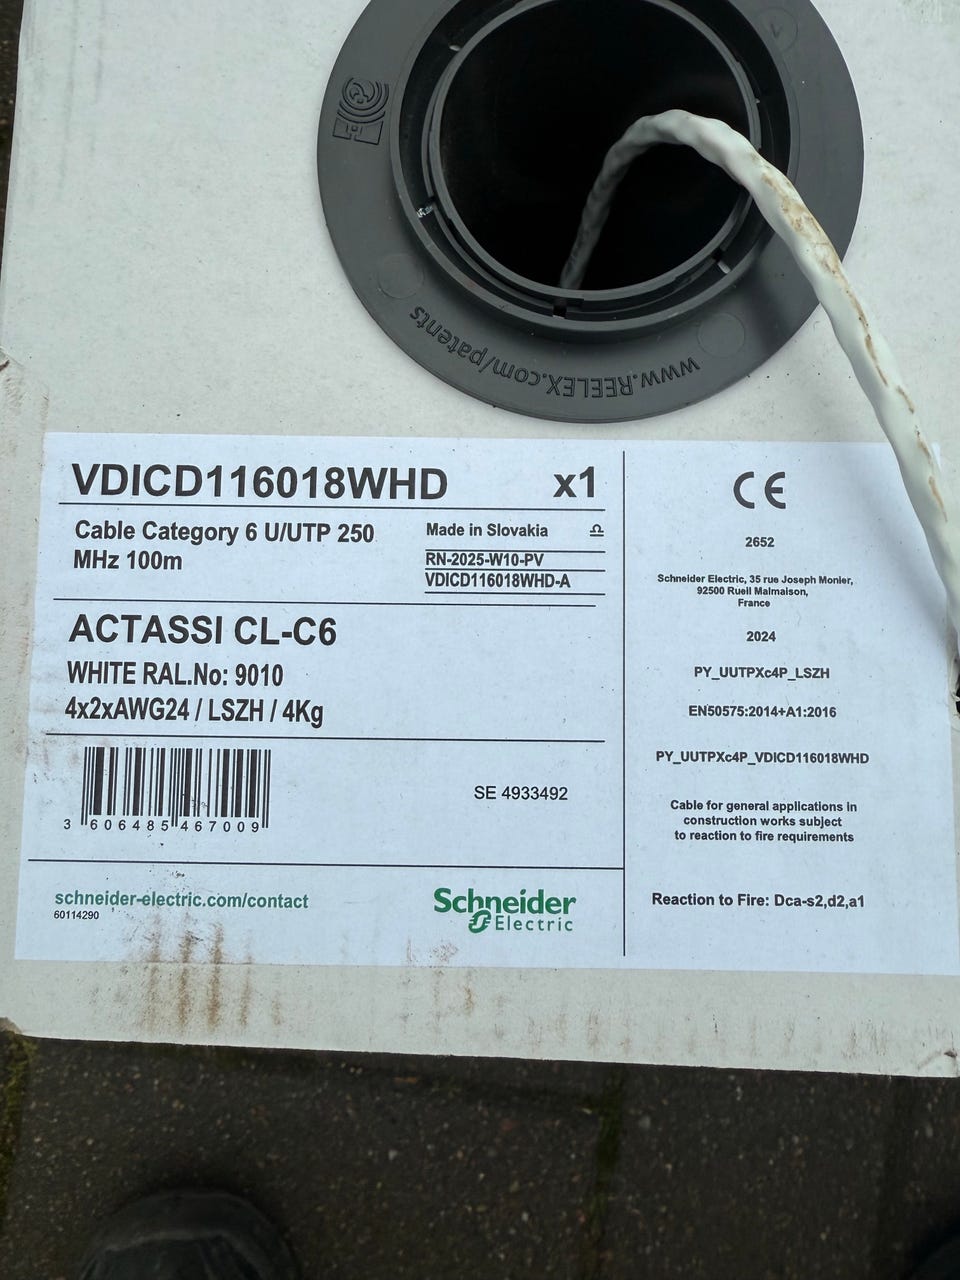 www.REELEX.com/patents
VDICD116018WHD x1
Cable Category 6 U/UTP 250
MHz 100m
Made in Slovakia
RN-2025-W10-PV
VDICD116018WHD-A
ACTASSI CL-C6
WHITE RAL.No: 9010
4x2xAWG24 / LSZH / 4Kg
3 606485 467009
SE 4933492
schneider-electric.com/contact
60114290
Schneider
Electric
CE
2652
Schneider Electric, 35 rue Joseph Monier,
92500 Rueil Malmaison,
France
2024
PY_UUTPXc4P_LSZH
EN50575:2014+A1:2016
PY_UUTPXc4P_VDICD116018WHD
Cable for general applications in
construction works subject
to reaction to fire requirements
Reaction to Fire: Dca-s2,d2,a1